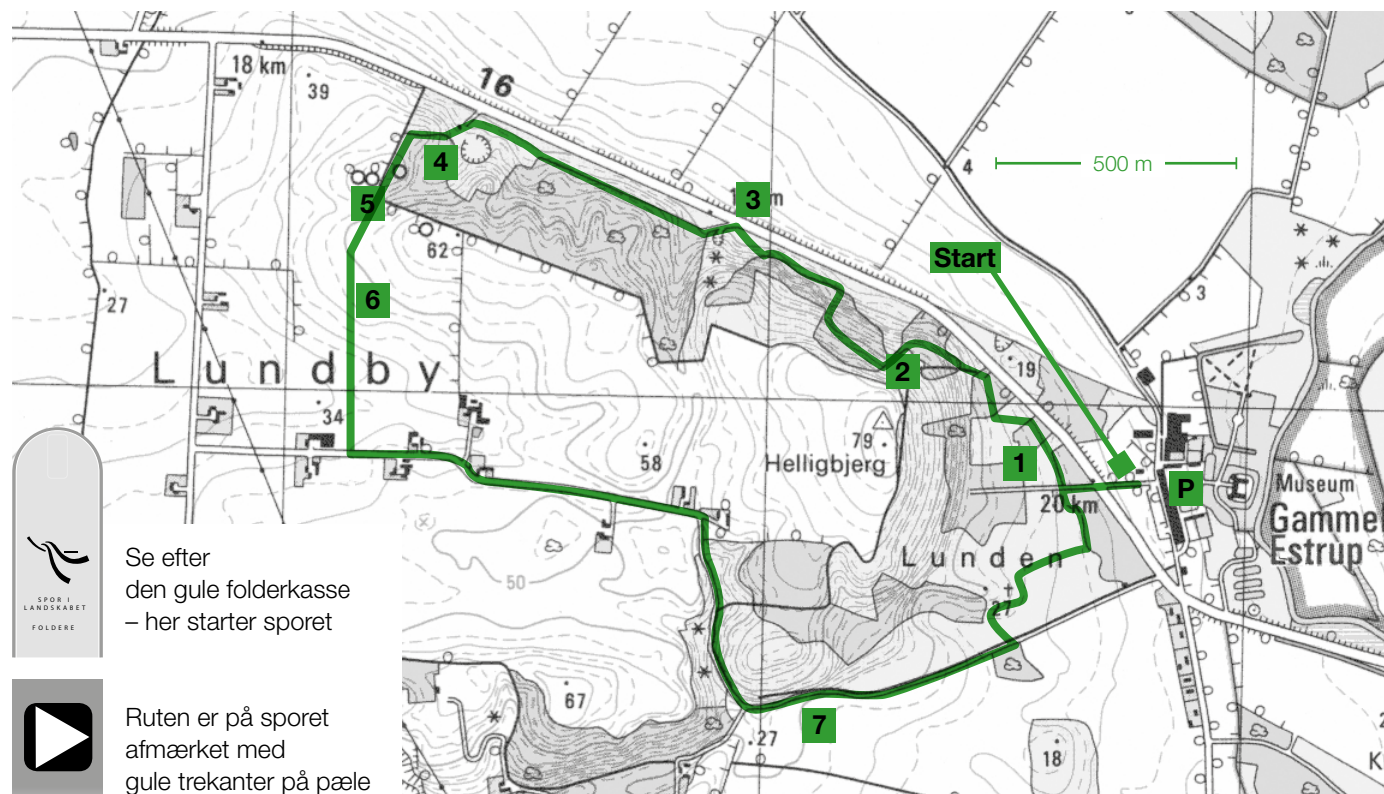 18 km
16
39
4
500 m
4
3
5
Start
62
3
27
6
Lundby
19
2
34
79
58
Helligbjerg
1
20 km
P
Museum
Gammel
Estrup
Lunden
50
27
SPOR I
LANDSKABET
FOLDERE
Se efter
den gule folderkasse
– her starter sporet
67
7
27
18
Ruten er på sporet
afmærket med
gule trekanter på pæle